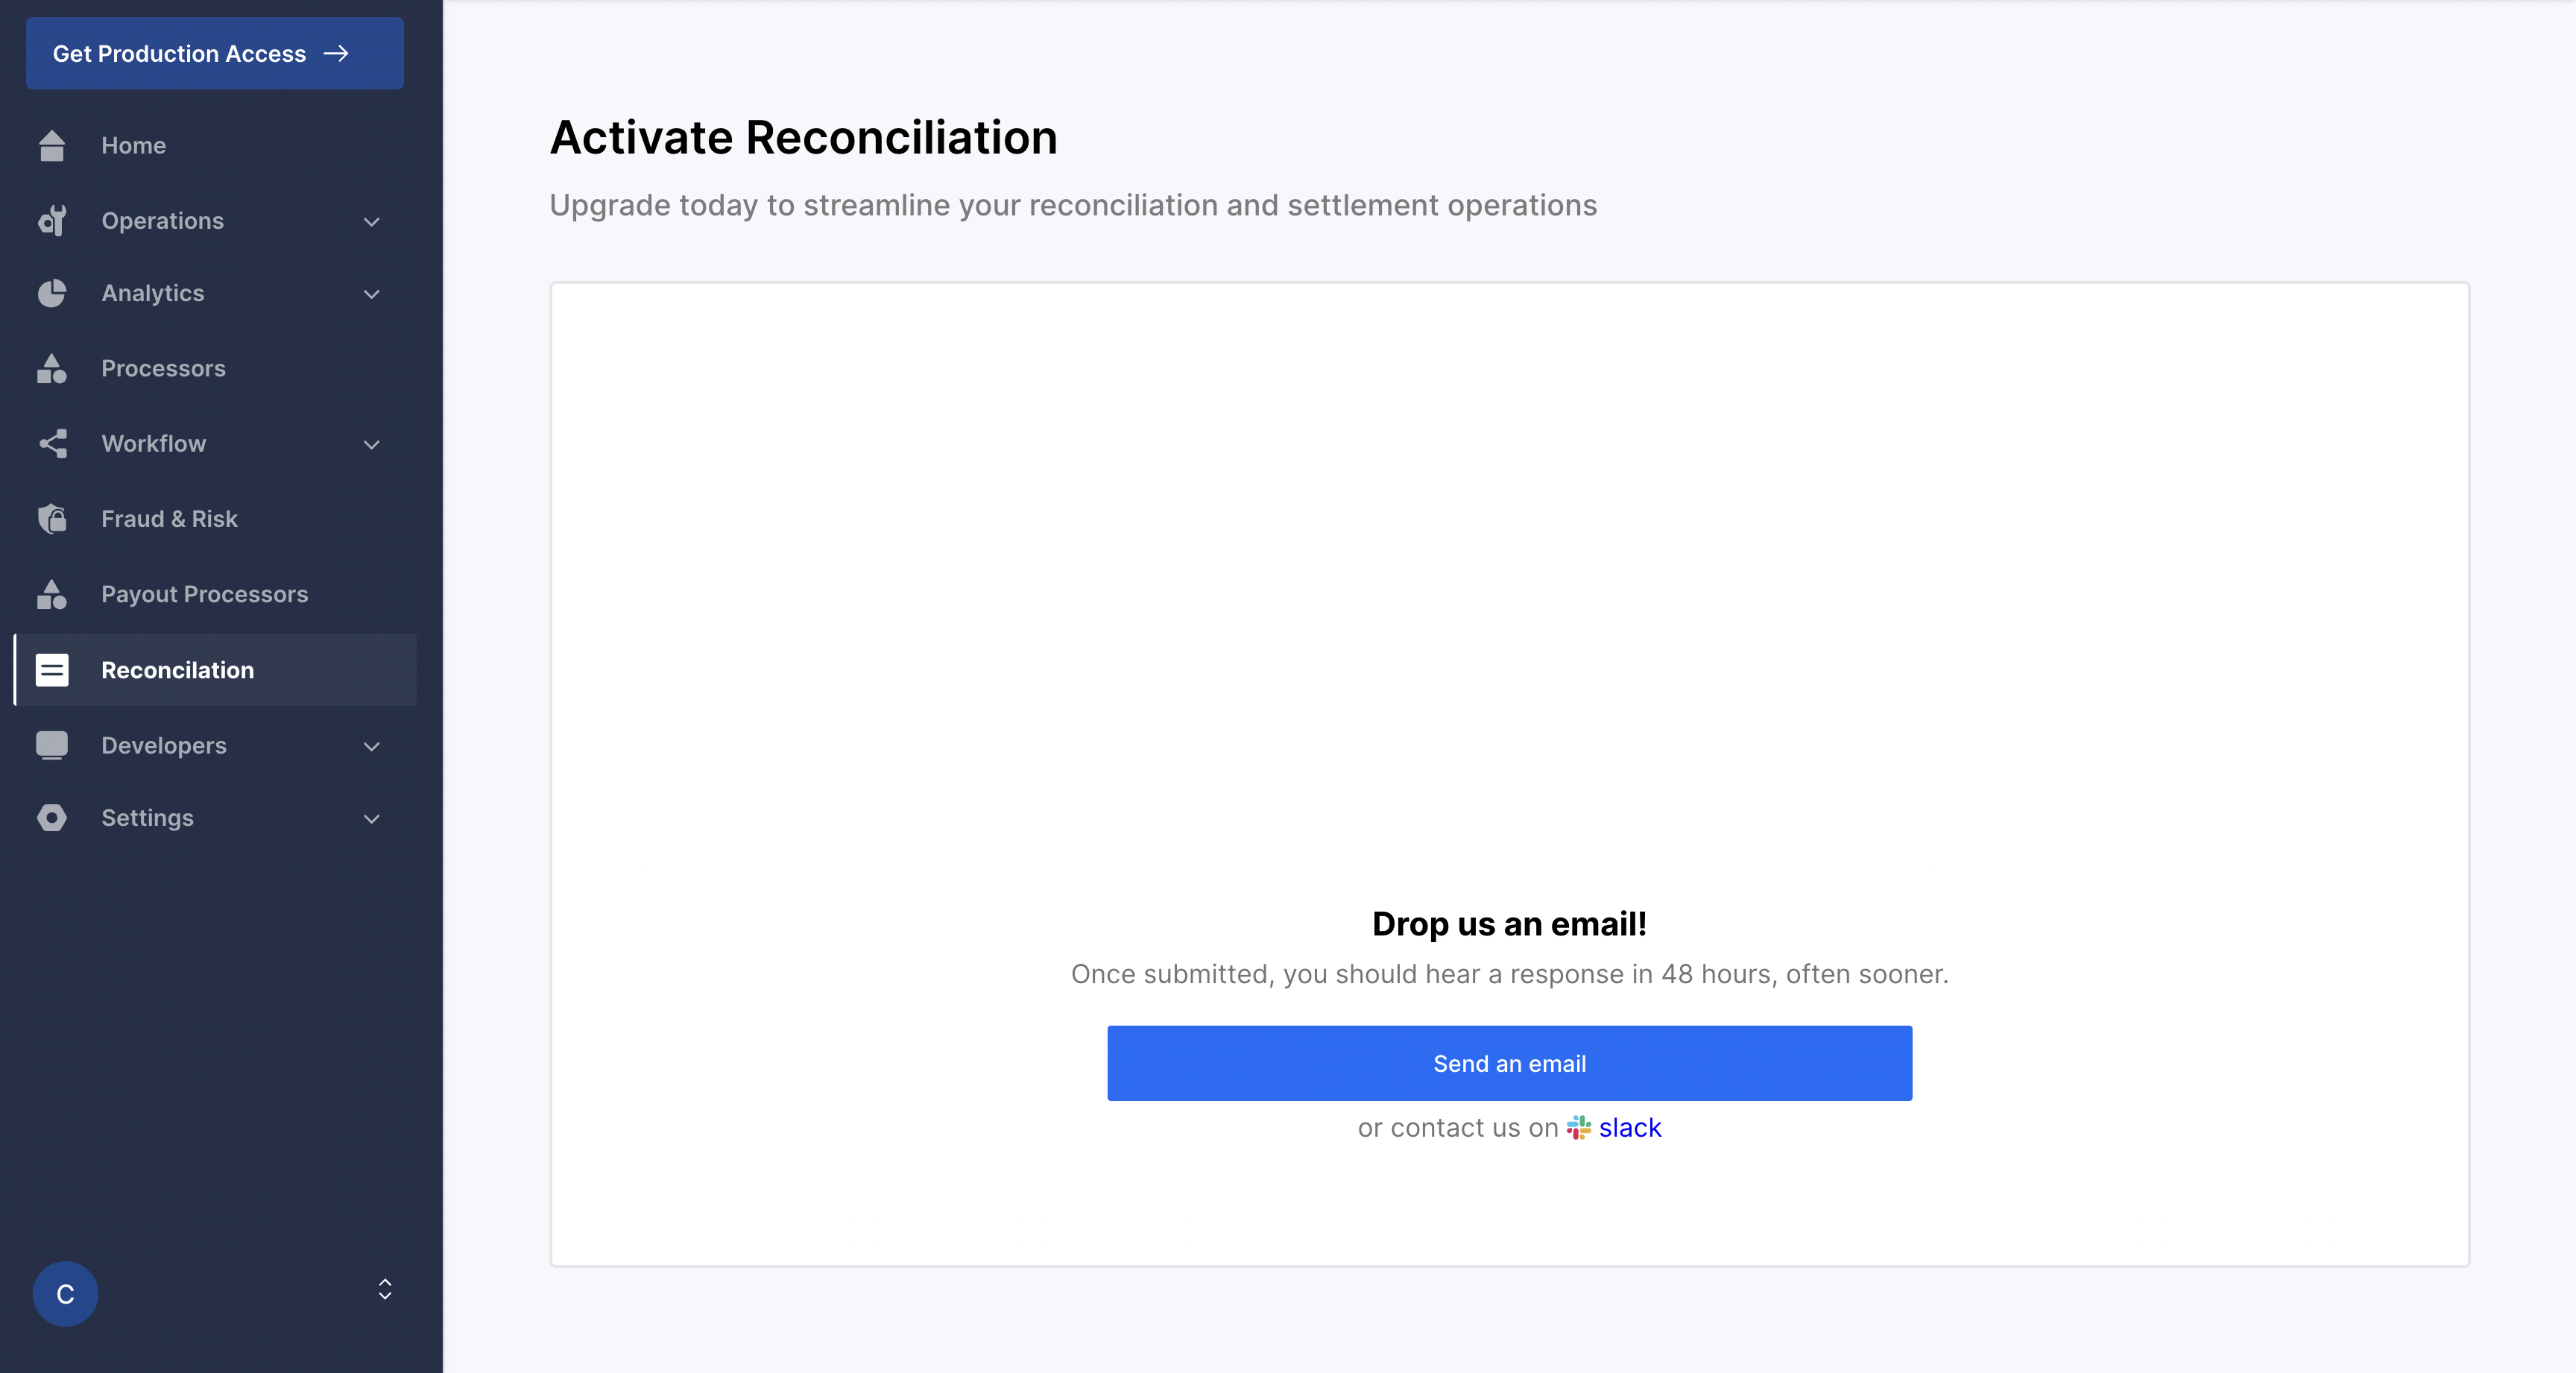 Get Production Access
Home
Operations
Analytics
Processors
Workflow
Fraud & Risk
Payout Processors
Reconcilation
Developers
Settings
C
Activate Reconciliation
Upgrade today to streamline your reconciliation and settlement operations
Drop us an email!
Once submitted, you should hear a response in 48 hours, often sooner.
Send an email
or contact us on slack